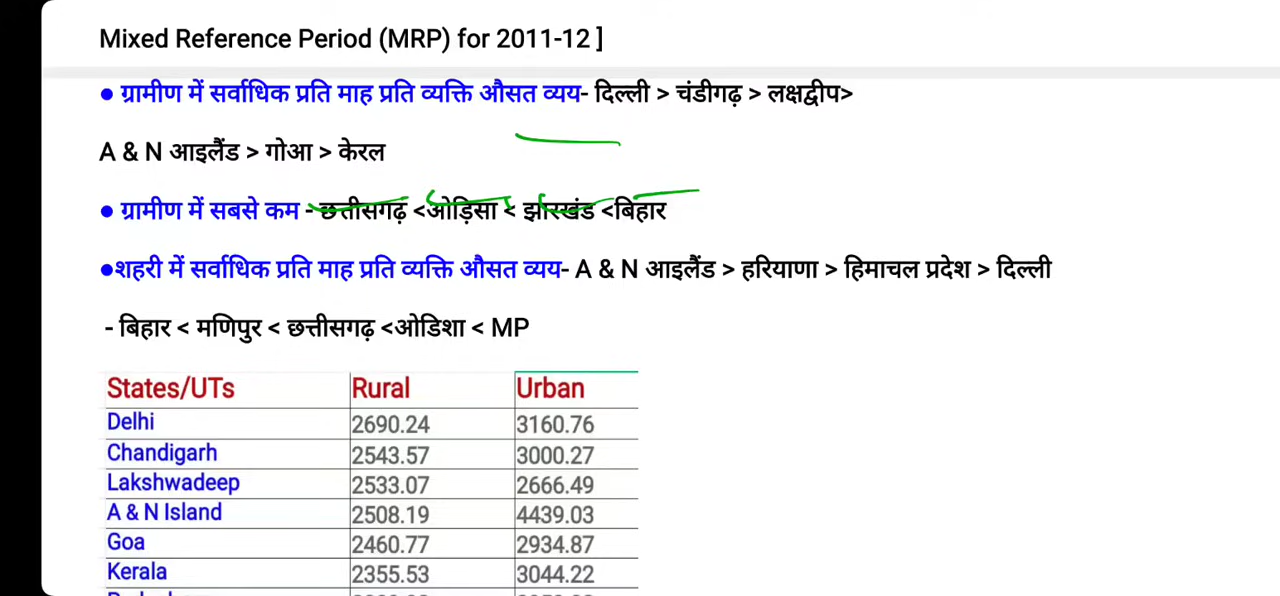 Mixed Reference Period (MRP) for 2011-12 ]
● ग्रामीण में सर्वाधिक प्रति माह प्रति व्यक्ति औसत व्यय- दिल्ली > चंडीगढ़ > लक्षद्वीप>
A & N आइलैंड > गोआ > केरल
● ग्रामीण में सबसे कम - छत्तीसगढ़ <ओड़िसा < झारखंड <बिहार
●शहरी में सर्वाधिक प्रति माह प्रति व्यक्ति औसत व्यय- A & N आइलैंड > हरियाणा > हिमाचल प्रदेश > दिल्ली
- बिहार < मणिपुर < छत्तीसगढ़ <ओडिशा < MP
States/UTs Rural Urban
Delhi 2690.24 3160.76
Chandigarh 2543.57 3000.27
Lakshwadeep 2533.07 2666.49
A & N Island 2508.19 4439.03
Goa 2460.77 2934.87
Kerala 2355.53 3044.22